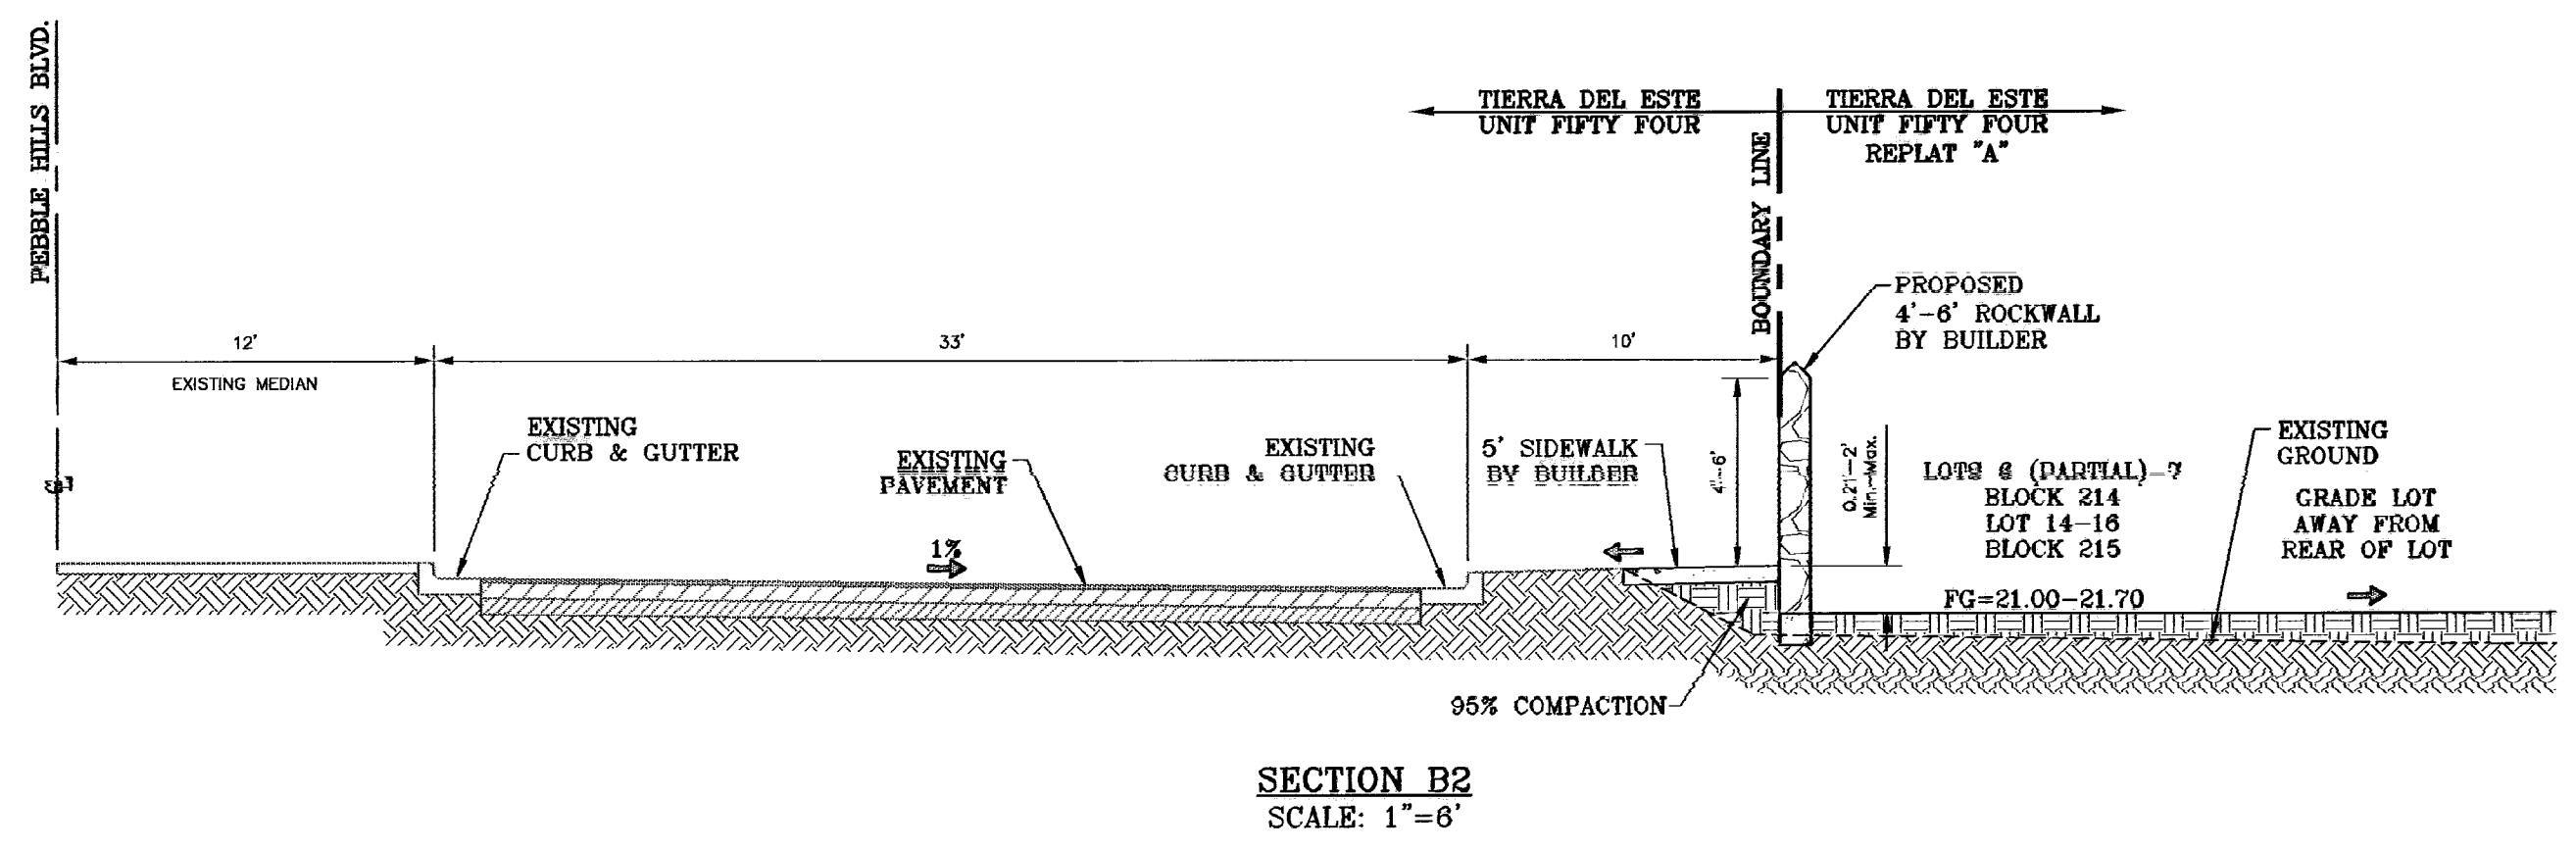 PEBBLE HILLS BLVD.
TIERRA DEL ESTE
UNIT FIFTY FOUR
TIERRA DEL ESTE
UNIT FIFTY FOUR
REPLAT "A"
BOUNDARY LINE
PROPOSED
4'-6' ROCKWALL
BY BUILDER
12'
33'
10'
EXISTING MEDIAN
EXISTING
CURB & GUTTER
EXISTING
PAVEMENT
EXISTING
CURB & GUTTER
5' SIDEWALK
BY BUILDER
4'-6'
0.21'-2'
Min.-Max.
LOTS 6 (PARTIAL)-7
BLOCK 214
LOT 14-16
BLOCK 215
EXISTING
GROUND
GRADE LOT
AWAY FROM
REAR OF LOT
1%
FG=21.00-21.70
95% COMPACTION
SECTION B2
SCALE: 1"=6'